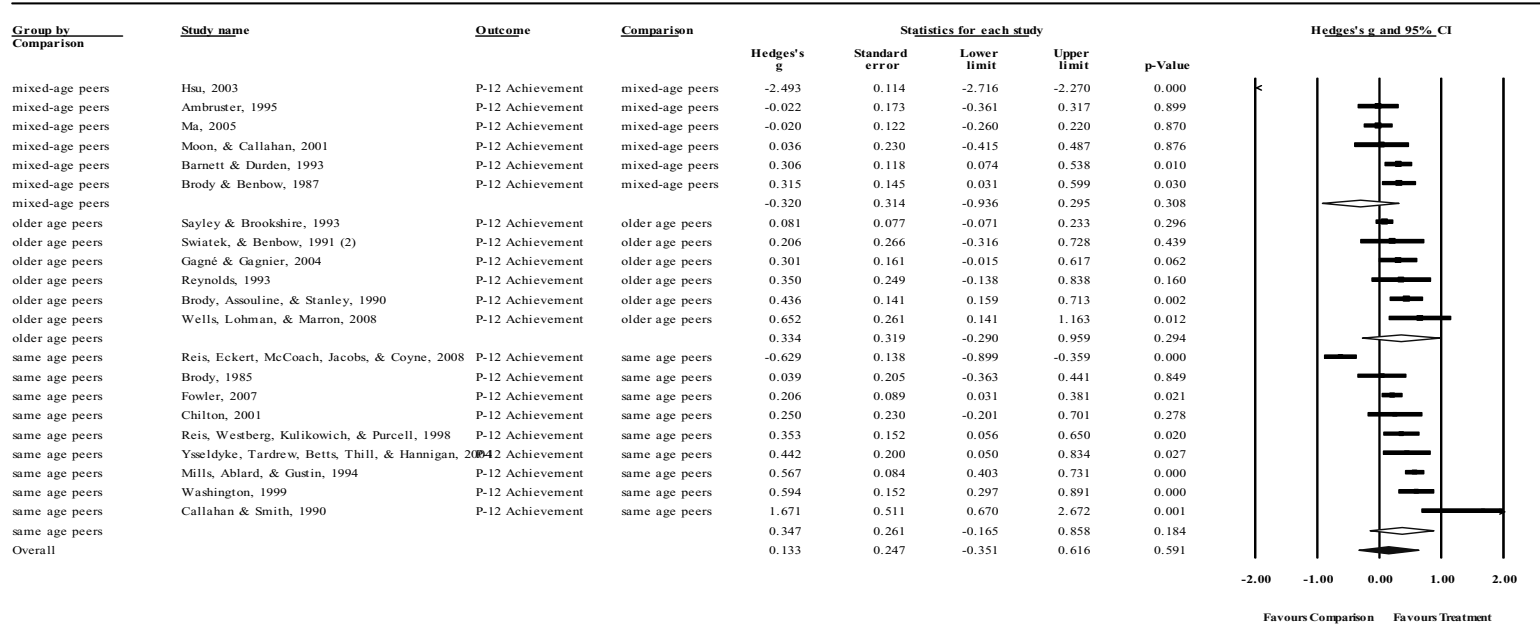 Group by Study name Outcome Comparison Statistics for each study Hedges's g and 95% CI
Comparison
Hedges's Standard Lower Upper
g error limit limit p-Value
mixed-age peers Hsu, 2003 P-12 Achievement mixed-age peers -2.493 0.114 -2.716 -2.270 0.000
mixed-age peers Ambruster, 1995 P-12 Achievement mixed-age peers -0.022 0.173 -0.361 0.317 0.899
mixed-age peers Ma, 2005 P-12 Achievement mixed-age peers -0.020 0.122 -0.260 0.220 0.870
mixed-age peers Moon, & Callahan, 2001 P-12 Achievement mixed-age peers 0.036 0.230 -0.415 0.487 0.876
mixed-age peers Barnett & Durden, 1993 P-12 Achievement mixed-age peers 0.306 0.118 0.074 0.538 0.010
mixed-age peers Brody & Benbow, 1987 P-12 Achievement mixed-age peers 0.315 0.145 0.031 0.599 0.030
mixed-age peers -0.320 0.314 -0.936 0.295 0.308
older age peers Sayley & Brookshire, 1993 P-12 Achievement older age peers 0.081 0.077 -0.071 0.233 0.296
older age peers Swiatek, & Benbow, 1991 (2) P-12 Achievement older age peers 0.206 0.266 -0.316 0.728 0.439
older age peers Gagné & Gagnier, 2004 P-12 Achievement older age peers 0.301 0.161 -0.015 0.617 0.062
older age peers Reynolds, 1993 P-12 Achievement older age peers 0.350 0.249 -0.138 0.838 0.160
older age peers Brody, Assouline, & Stanley, 1990 P-12 Achievement older age peers 0.436 0.141 0.159 0.713 0.002
older age peers Wells, Lohman, & Marron, 2008 P-12 Achievement older age peers 0.652 0.261 0.141 1.163 0.012
older age peers 0.334 0.319 -0.290 0.959 0.294
same age peers Reis, Eckert, McCoach, Jacobs, & Coyne, 2008 P-12 Achievement same age peers -0.629 0.138 -0.899 -0.359 0.000
same age peers Brody, 1985 P-12 Achievement same age peers 0.039 0.205 -0.363 0.441 0.849
same age peers Fowler, 2007 P-12 Achievement same age peers 0.206 0.089 0.031 0.381 0.021
same age peers Chilton, 2001 P-12 Achievement same age peers 0.250 0.230 -0.201 0.701 0.278
same age peers Reis, Westberg, Kulikowich, & Purcell, 1998 P-12 Achievement same age peers 0.353 0.152 0.056 0.650 0.020
same age peers Ysseldyke, Tardrew, Betts, Thill, & Hannigan, 2004 P-12 Achievement same age peers 0.442 0.200 0.050 0.834 0.027
same age peers Mills, Ablard, & Gustin, 1994 P-12 Achievement same age peers 0.567 0.084 0.403 0.731 0.000
same age peers Washington, 1999 P-12 Achievement same age peers 0.594 0.152 0.297 0.891 0.000
same age peers Callahan & Smith, 1990 P-12 Achievement same age peers 1.671 0.511 0.670 2.672 0.001
same age peers 0.347 0.261 -0.165 0.858 0.184
Overall 0.133 0.247 -0.351 0.616 0.591
-2.00 -1.00 0.00 1.00 2.00
Favours Comparison Favours Treatment